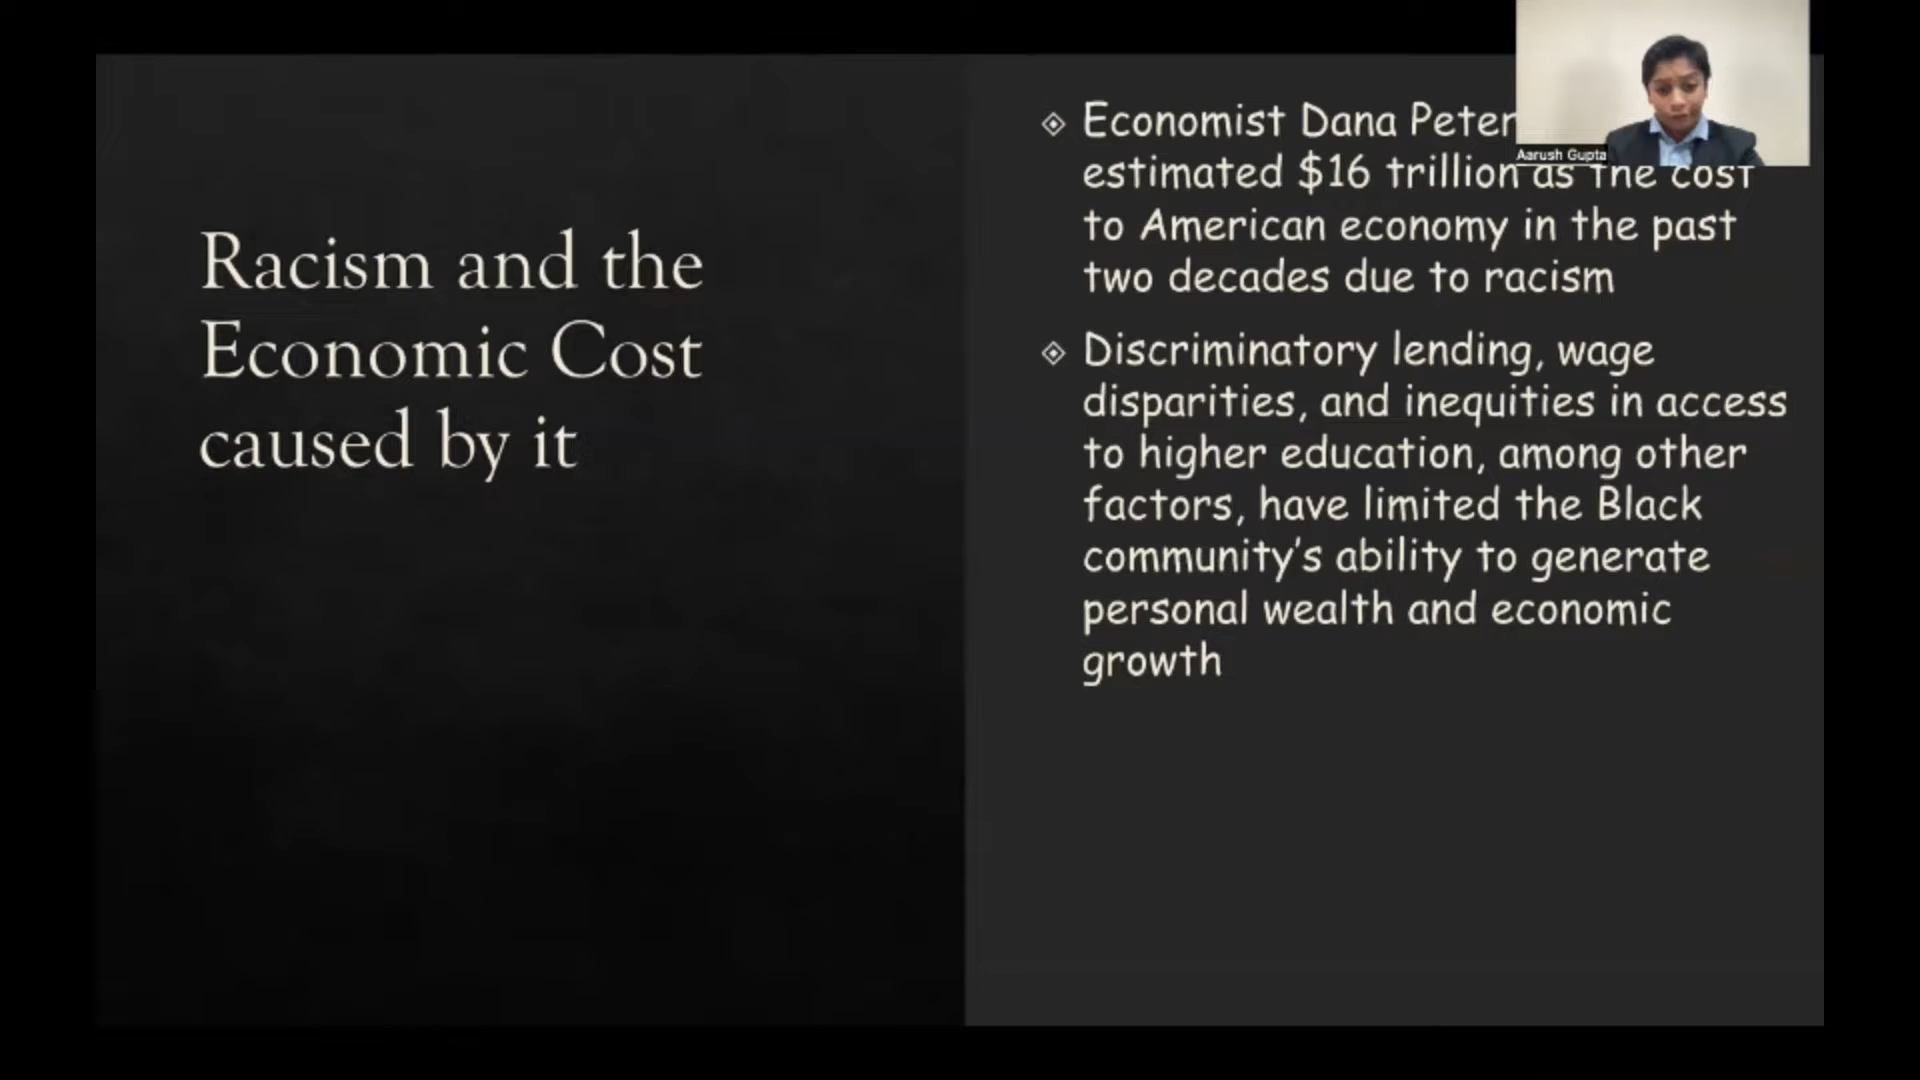 Racism and the
Economic Cost
caused by it
Economist Dana Peter
estimated $16 trillion as the cost
to American economy in the past
two decades due to racism
Discriminatory lending, wage
disparities, and inequities in access
to higher education, among other
factors, have limited the Black
community's ability to generate
personal wealth and economic
growth
Aarush Gupta